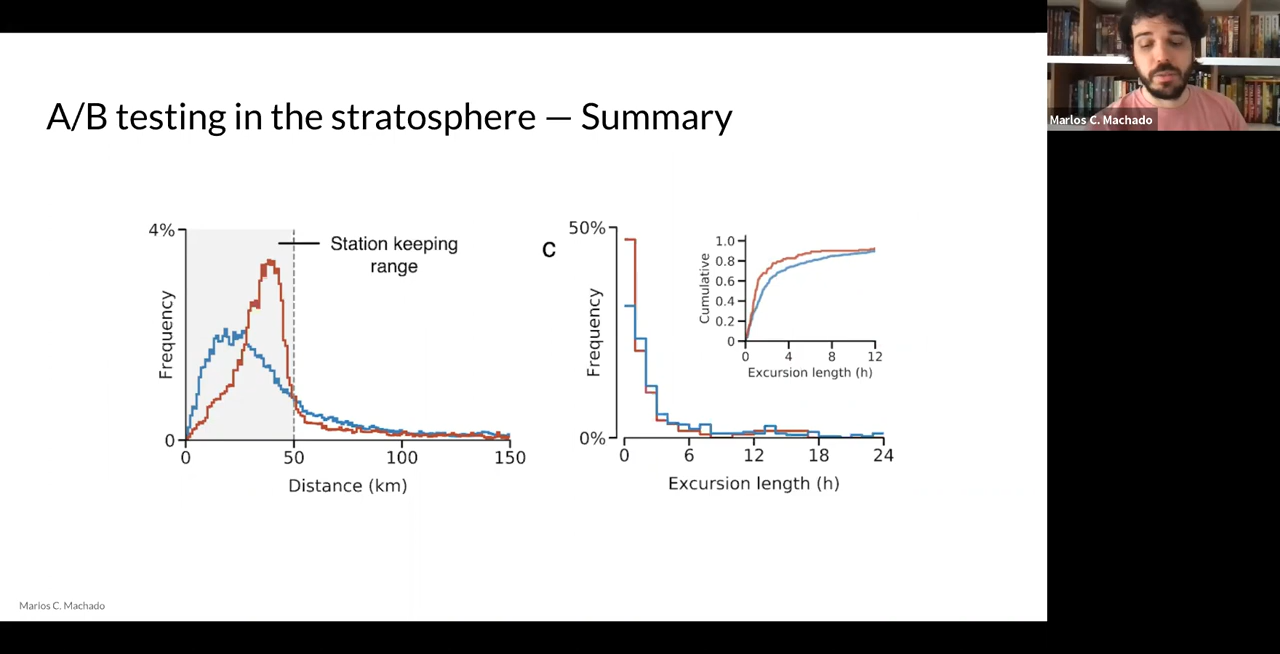 A/B testing in the stratosphere — Summary
4%
0
Frequency
Station keeping
range
0 50 100 150
Distance (km)
c
50%
0%
Frequency
0 6 12 18 24
Excursion length (h)
1.0
0.8
0.6
0.4
0.2
0
Cumulative
0 4 8 12
Excursion length (h)
Marlos C. Machado
Marlos C. Machado